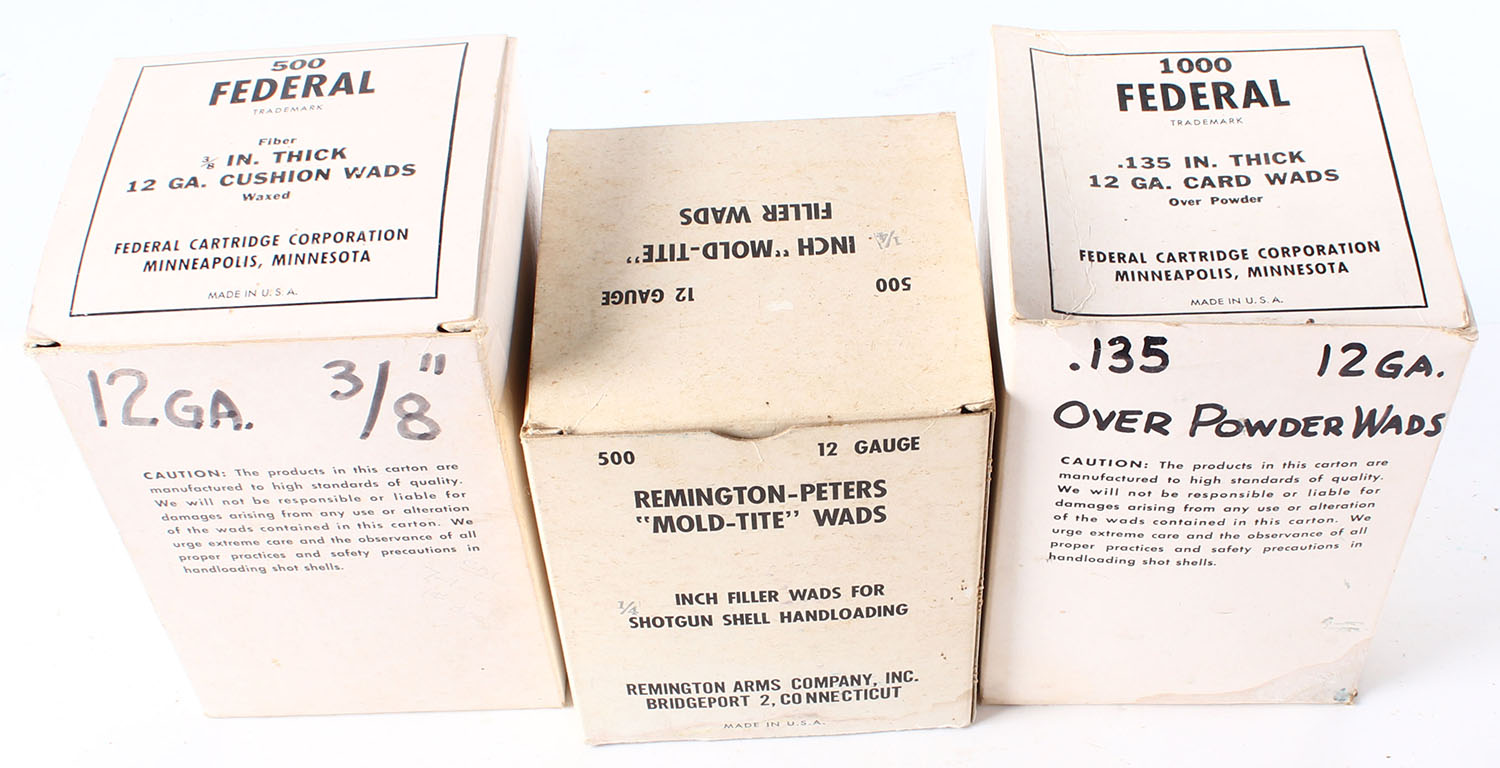 500
FEDERAL
TRADEMARK
Fiber
3/8 IN. THICK
12 GA. CUSHION WADS
Waxed
FEDERAL CARTRIDGE CORPORATION
MINNEAPOLIS, MINNESOTA
MADE IN U. S. A.
12 GA. 3/8"
CAUTION: The products in this carton are
manufactured to high standards of quality.
We will not be responsible or liable for
damages arising from any use or alteration
of the wads contained in this carton. We
urge extreme care and the observance of all
proper practices and safety precautions in
handloading shot shells.
500 12 GAUGE
1/4 INCH "MOLD-TITE"
FILLER WADS
500 12 GAUGE
REMINGTON-PETERS
"MOLD-TITE" WADS
1/4 INCH FILLER WADS FOR
SHOTGUN SHELL HANDLOADING
REMINGTON ARMS COMPANY, INC.
BRIDGEPORT 2, CONNECTICUT
MADE IN U.S.A.
1000
FEDERAL
TRADEMARK
.135 IN. THICK
12 GA. CARD WADS
Over Powder
FEDERAL CARTRIDGE CORPORATION
MINNEAPOLIS, MINNESOTA
MADE IN U. S. A.
.135 12 GA.
OVER POWDER WADS
CAUTION: The products in this carton are
manufactured to high standards of quality.
We will not be responsible or liable for
damages arising from any use or alteration
of the wads contained in this carton. We
urge extreme care and the observance of all
proper practices and safety precautions in
handloading shot shells.